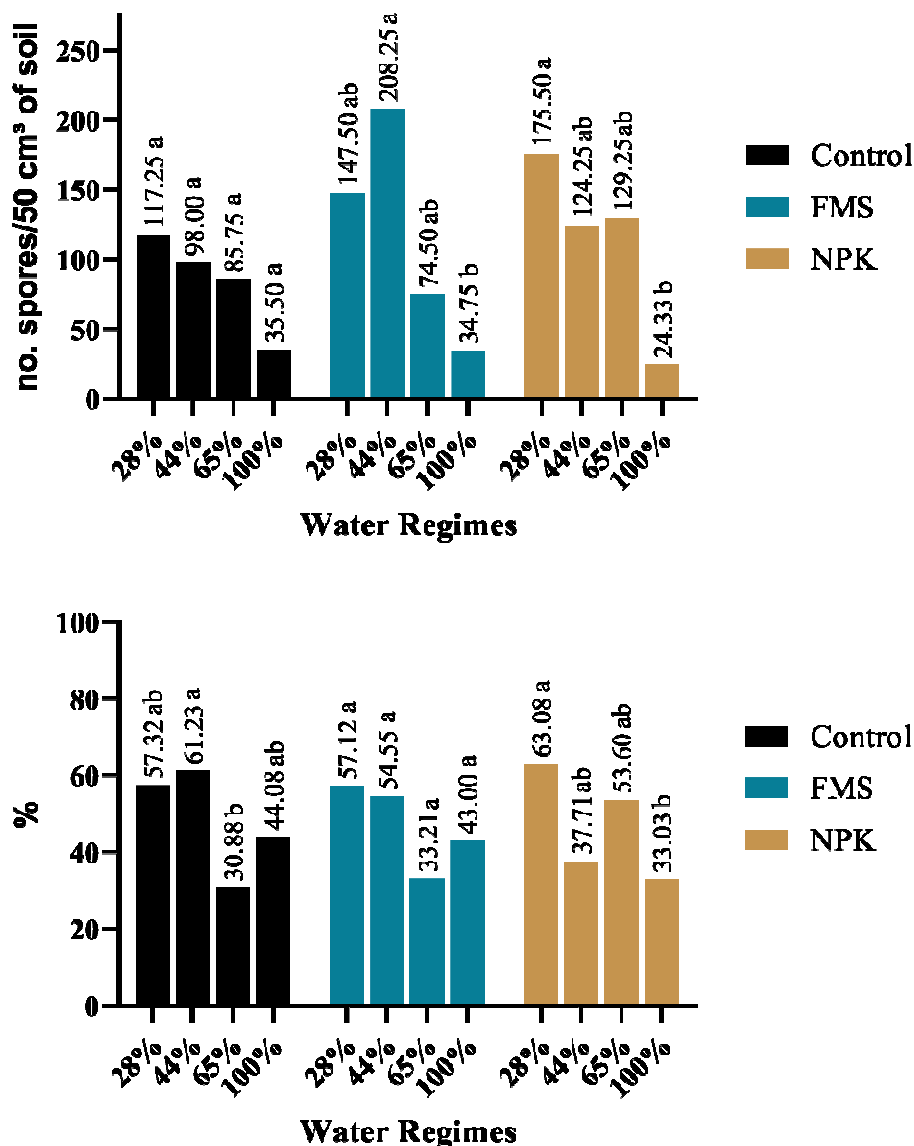 no. spores/50 cm³ of soil
250
200
150
100
50
0
117.25 a
98.00 a
85.75 a
35.50 a
147.50 ab
208.25 a
74.50 ab
34.75 b
175.50 a
124.25 ab
129.25 ab
24.33 b
28% 44% 65% 100% 28% 44% 65% 100% 28% 44% 65% 100%
Water Regimes
Control
FMS
NPK
%
100
80
60
40
20
0
57.32 ab
61.23 a
30.88 b
44.08 ab
57.12 a
54.55 a
33.21 a
43.00 a
63.08 a
37.71 ab
53.60 ab
33.03 b
28% 44% 65% 100% 28% 44% 65% 100% 28% 44% 65% 100%
Water Regimes
Control
FMS
NPK